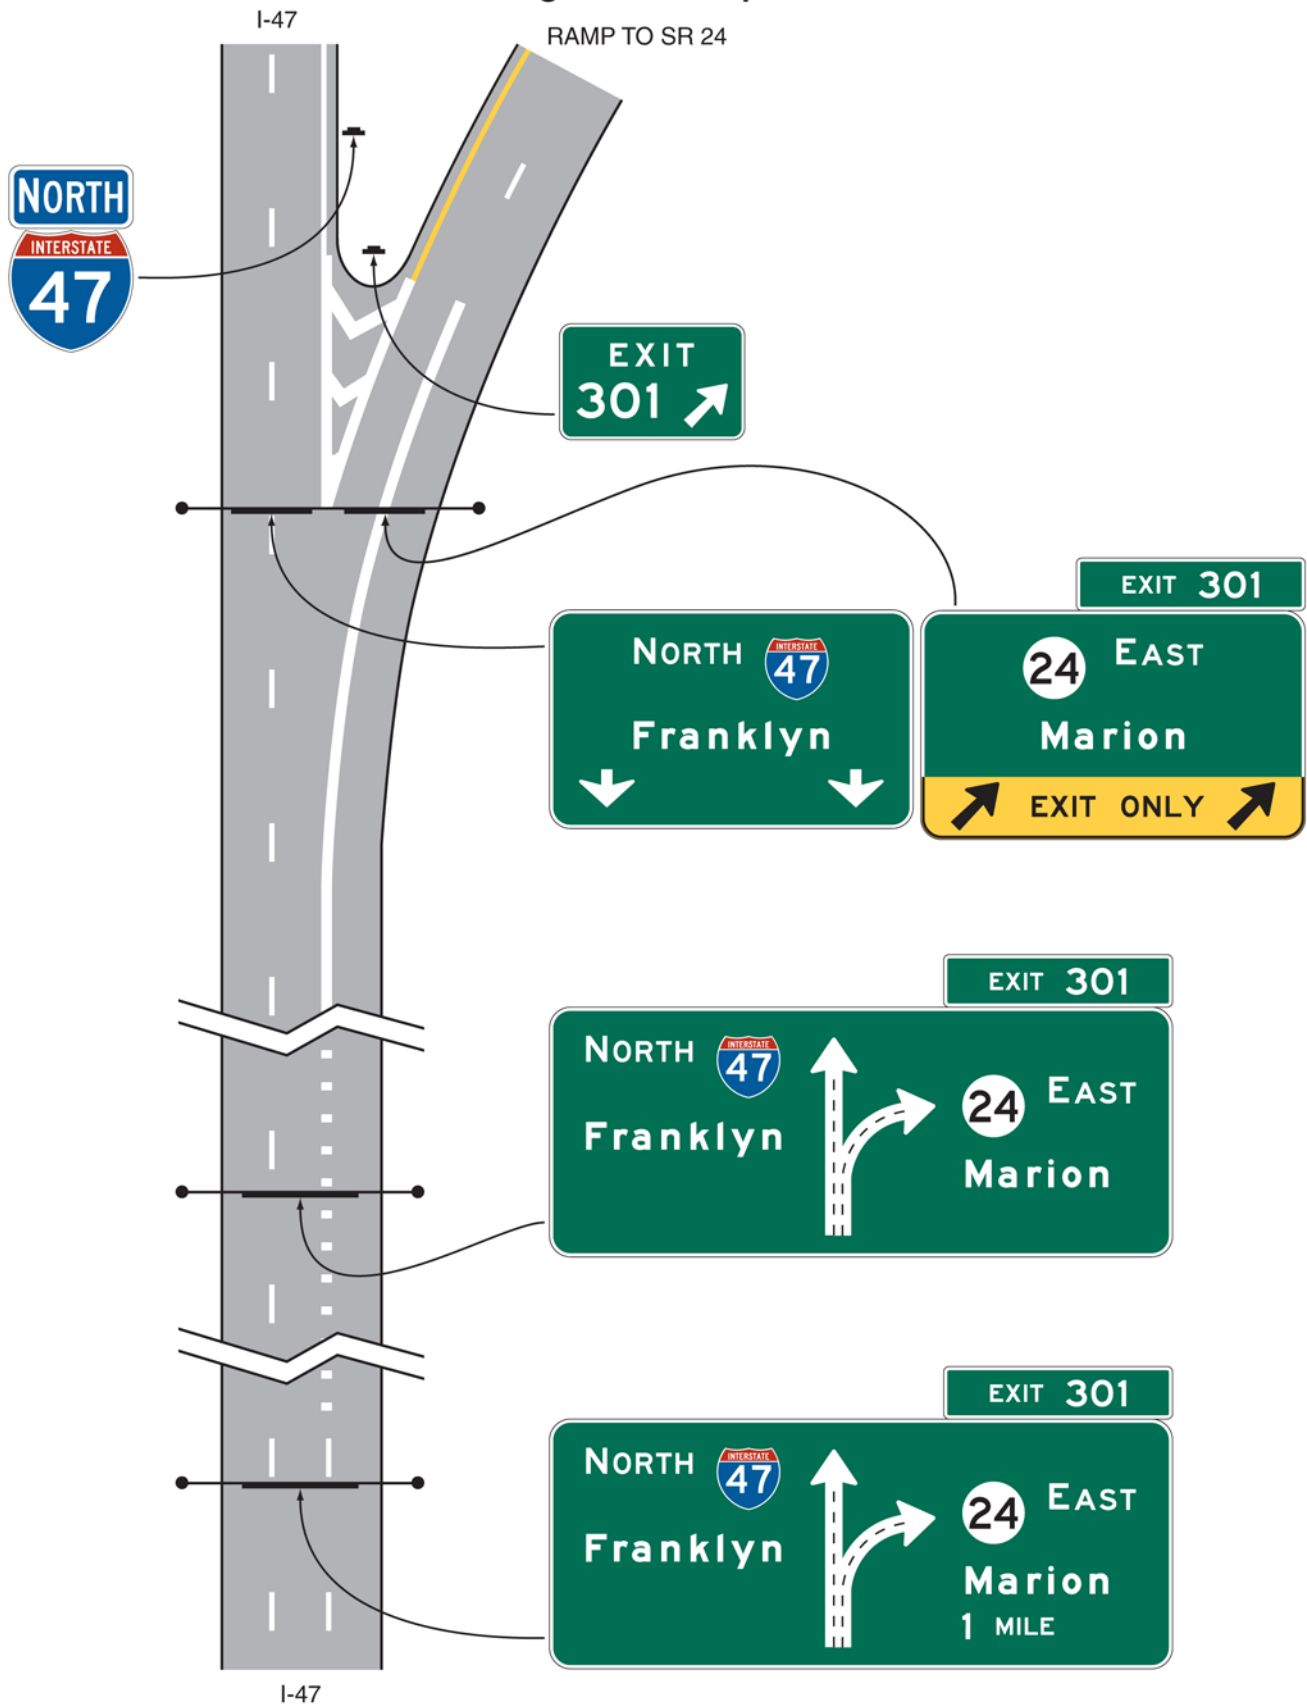 I-47
RAMP TO SR 24
NORTH
INTERSTATE
47
EXIT
301
EXIT 301
NORTH
INTERSTATE
47
Franklyn
24
EAST
Marion
EXIT ONLY
EXIT 301
NORTH
INTERSTATE
47
Franklyn
24
EAST
Marion
EXIT 301
NORTH
INTERSTATE
47
Franklyn
24
EAST
Marion
1 MILE
I-47